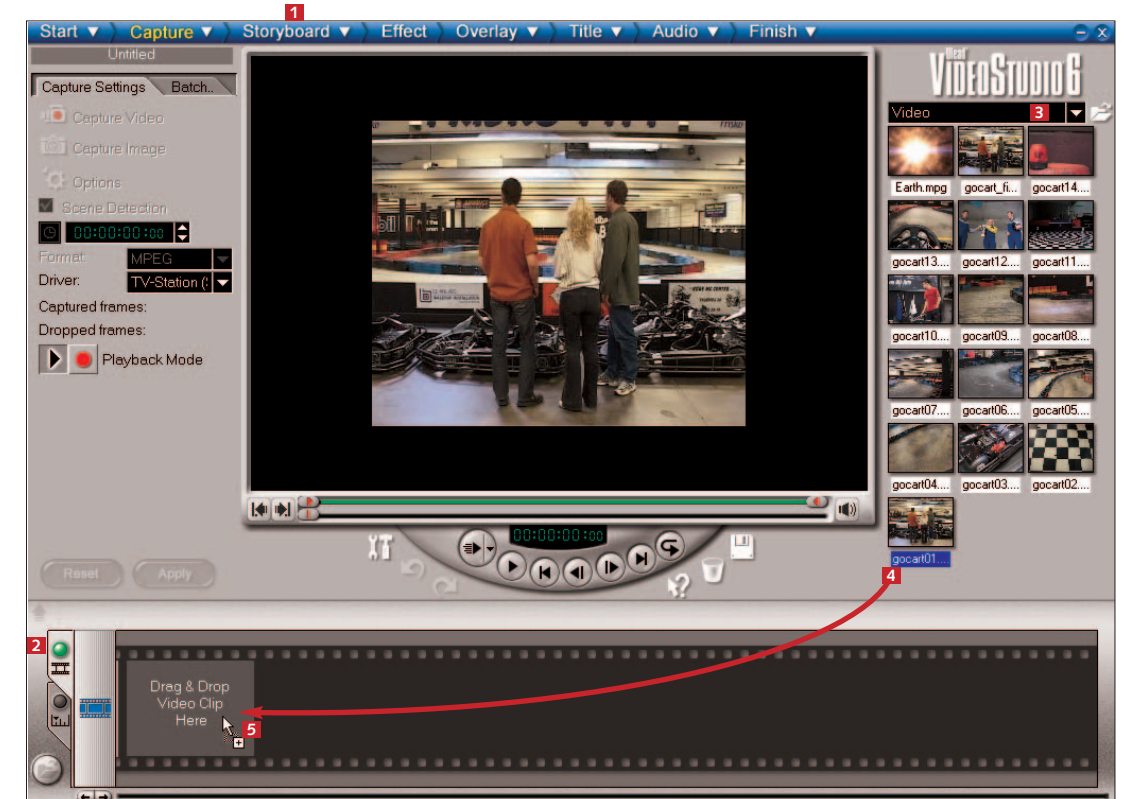 1
Start Capture Storyboard Effect Overlay Title Audio Finish
Untitled
Capture Settings Batch..
Capture Video
Capture Image
Options
Scene Detection
00:00:00:00
Format: MPEG
Driver: TV-Station (
Captured frames:
Dropped frames:
Playback Mode
Reset Apply
00:00:00:00
Ulead
VIDEOSTUDIO 6
Video 3
Earth.mpg gocart_fi... gocart14....
gocart13.... gocart12.... gocart11....
gocart10.... gocart09.... gocart08....
gocart07.... gocart06.... gocart05....
gocart04.... gocart03.... gocart02....
gocart01....
4
2
Drag & Drop
Video Clip
Here
5